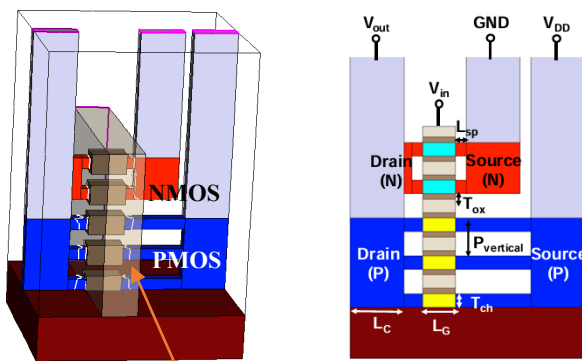 NMOS
PMOS
V_out
GND
V_DD
V_in
L_sp
Drain
(N)
Source
(N)
T_ox
P_vertical
Drain
(P)
Source
(P)
T_ch
L_C
L_G